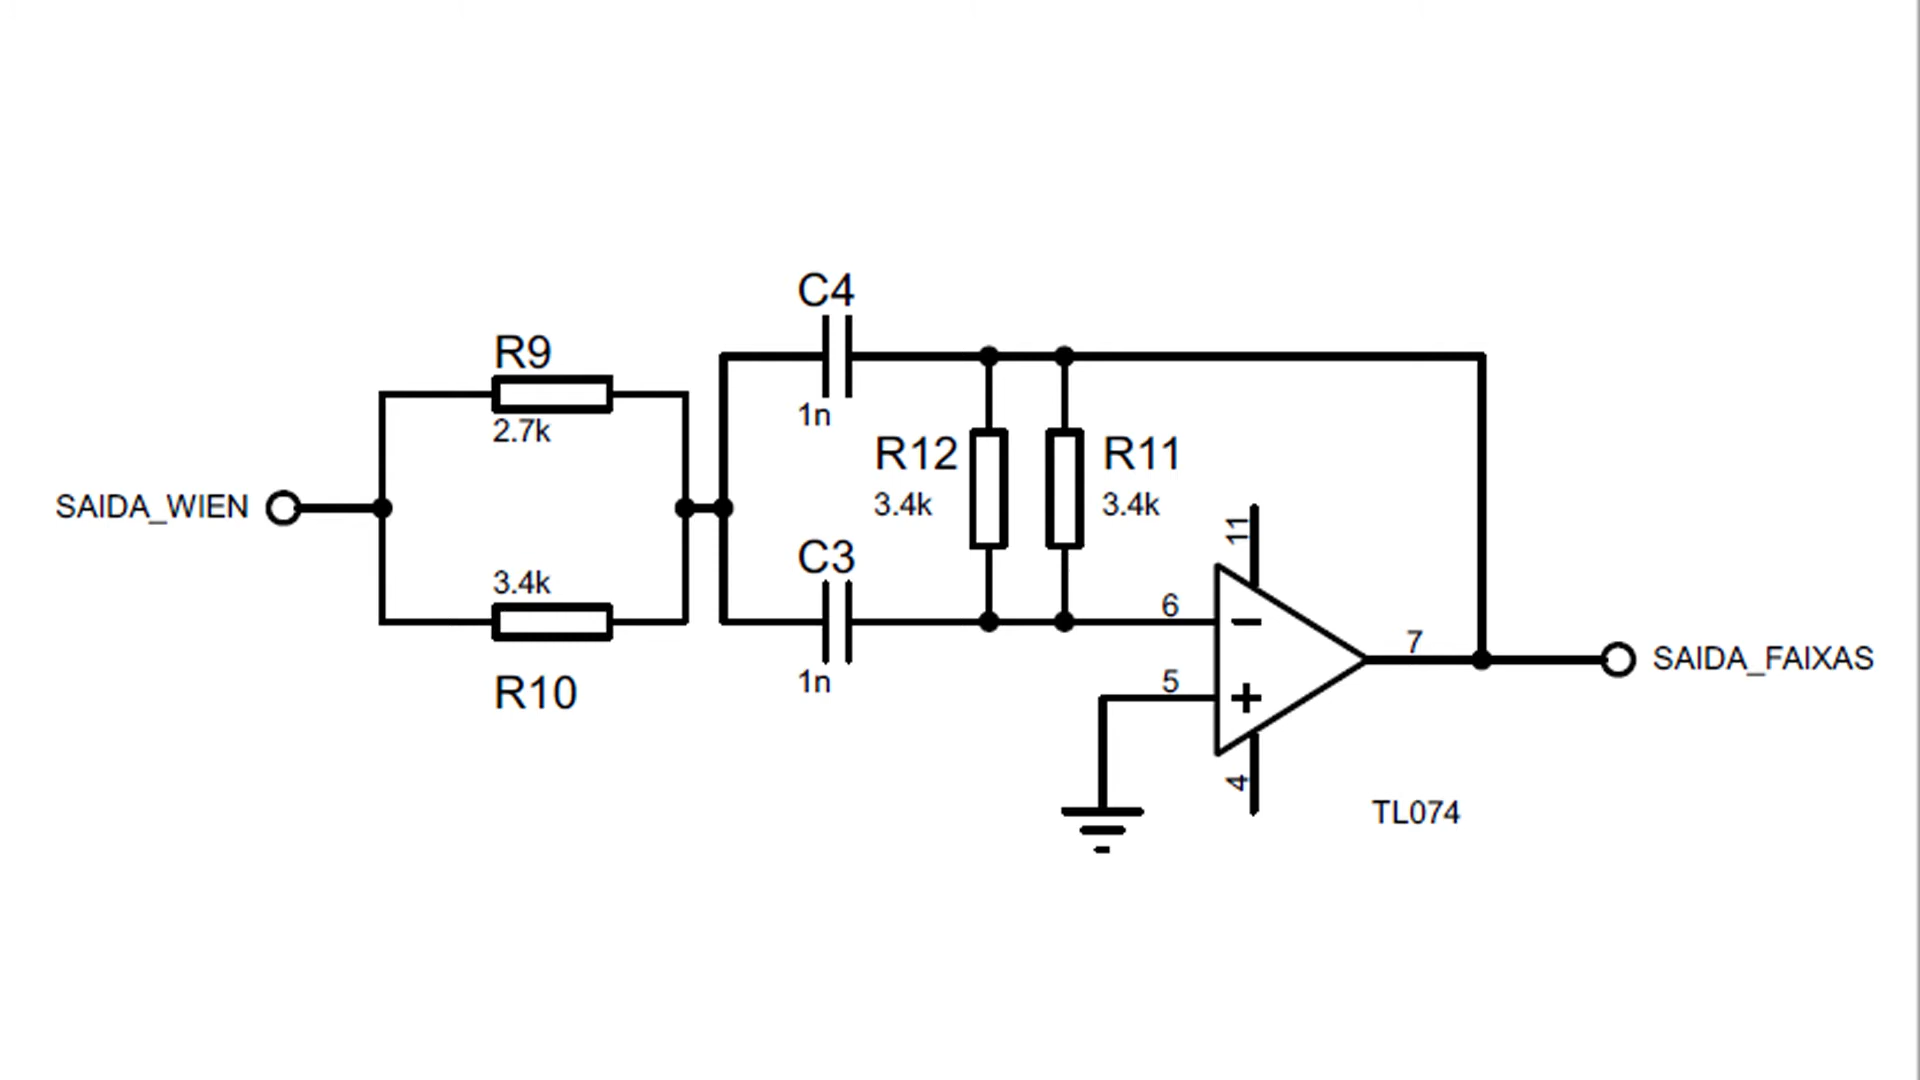 C4
1n
R9
2.7k
SAIDA_WIEN
3.4k
R10
C3
1n
R12
3.4k
R11
3.4k
11
6
5
4
7
SAIDA_FAIXAS
TL074